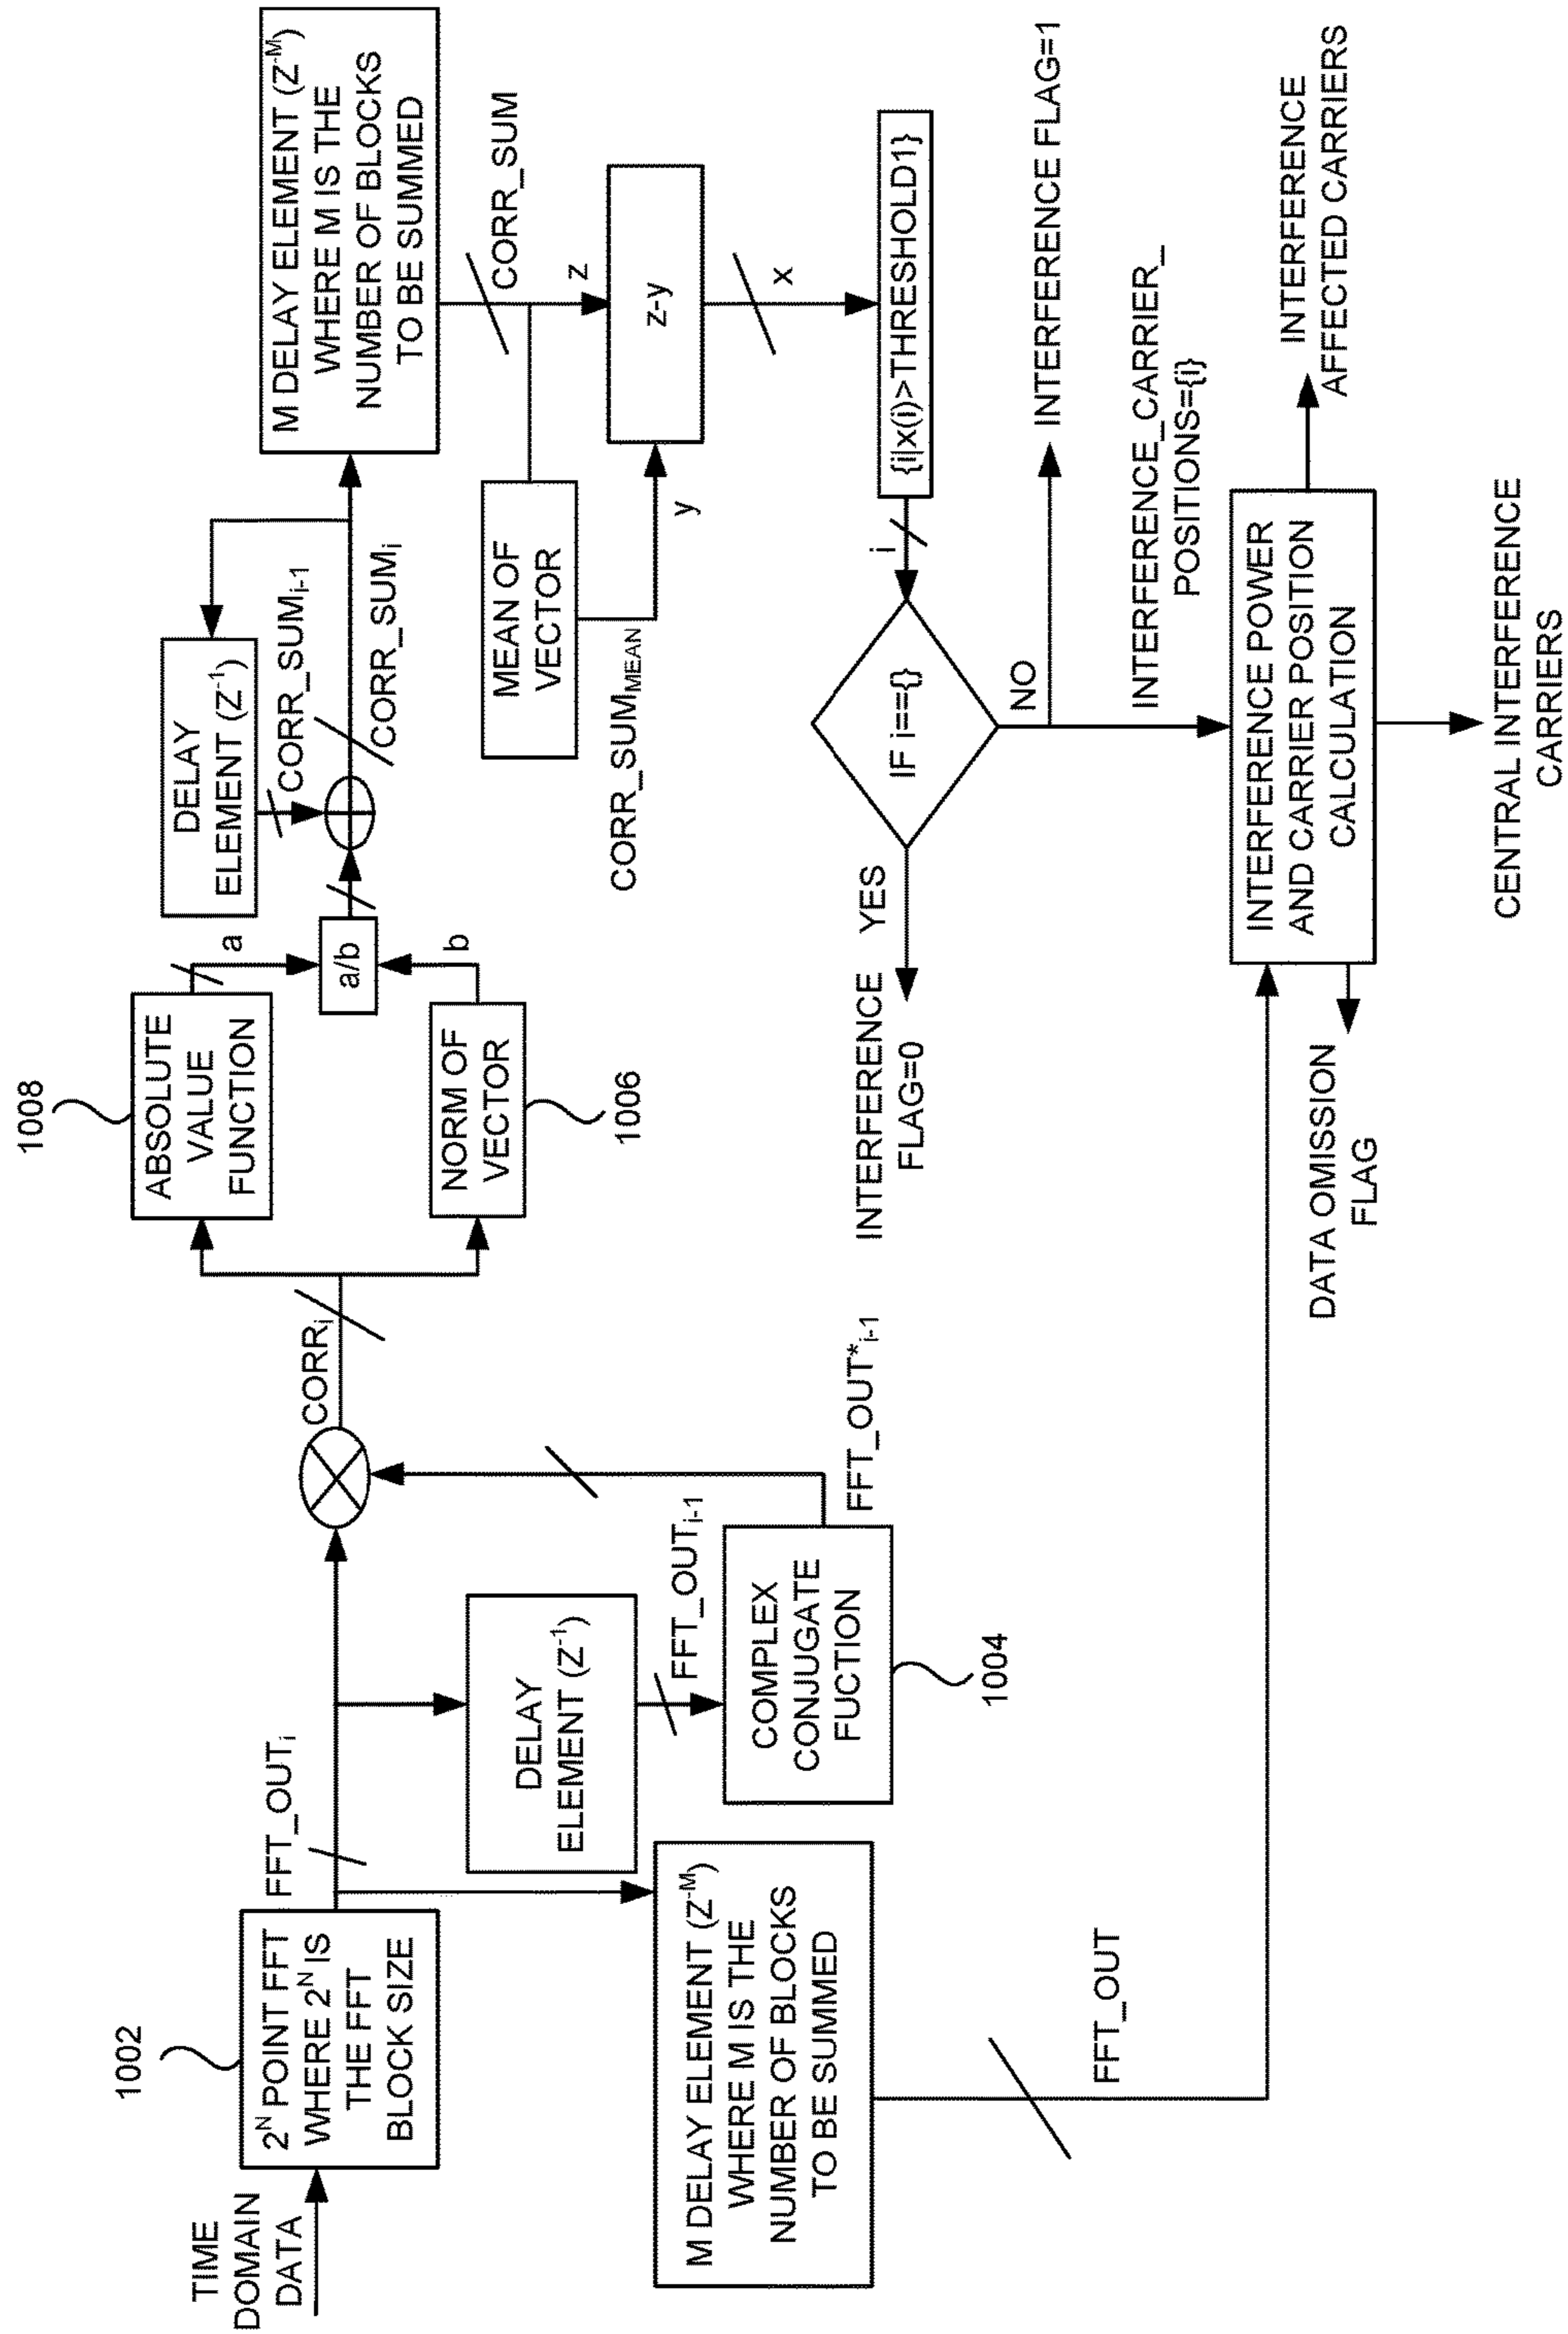 TIME
DOMAIN
DATA
1002
2^N POINT FFT
WHERE 2^N IS
THE FFT
BLOCK SIZE
FFT_OUT_i
M DELAY ELEMENT (Z^-M)
WHERE M IS THE
NUMBER OF BLOCKS
TO BE SUMMED
FFT_OUT
DELAY
ELEMENT (Z^-1)
FFT_OUT_i-1
COMPLEX
CONJUGATE
FUCTION
1004
FFT_OUT*_i-1
CORR_i
1008
ABSOLUTE
VALUE
FUNCTION
a
NORM OF
VECTOR
1006
b
a/b
DELAY
ELEMENT (Z^-1)
CORR_SUM_i-1
CORR_SUM_i
M DELAY ELEMENT (Z^-M)
WHERE M IS THE
NUMBER OF BLOCKS
TO BE SUMMED
CORR_SUM
MEAN OF
VECTOR
CORR_SUM_MEAN
y
z
z-y
x
{i|x(i)>THRESHOLD1}
i
IF i=={}
YES
INTERFERENCE
FLAG=0
NO
INTERFERENCE FLAG=1
INTERFERENCE_CARRIER_
POSITIONS={i}
INTERFERENCE POWER
AND CARRIER POSITION
CALCULATION
DATA OMISSION
FLAG
INTERFERENCE
AFFECTED CARRIERS
CENTRAL INTERFERENCE
CARRIERS